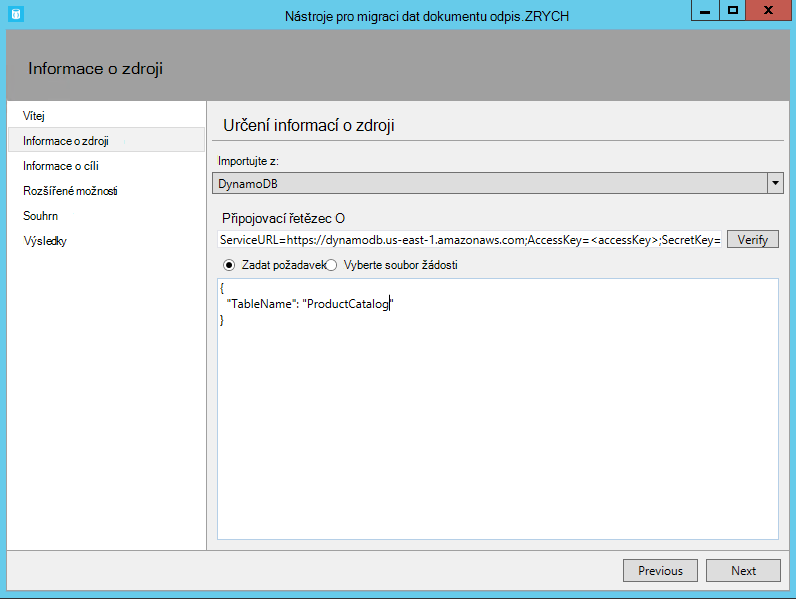 Nástroje pro migraci dat dokumentu odpis.ZRYCH
Informace o zdroji
Vítej
Informace o zdroji
Informace o cíli
Rozšířené možnosti
Souhrn
Výsledky
Určení informací o zdroji
Importujte z:
DynamoDB
Připojovací řetězec O
ServiceURL=https://dynamodb.us-east-1.amazonaws.com;AccessKey=<accessKey>;SecretKey=
Verify
Zadat požadavek Vyberte soubor žádosti
{
"TableName": "ProductCatalog"
}
Previous Next